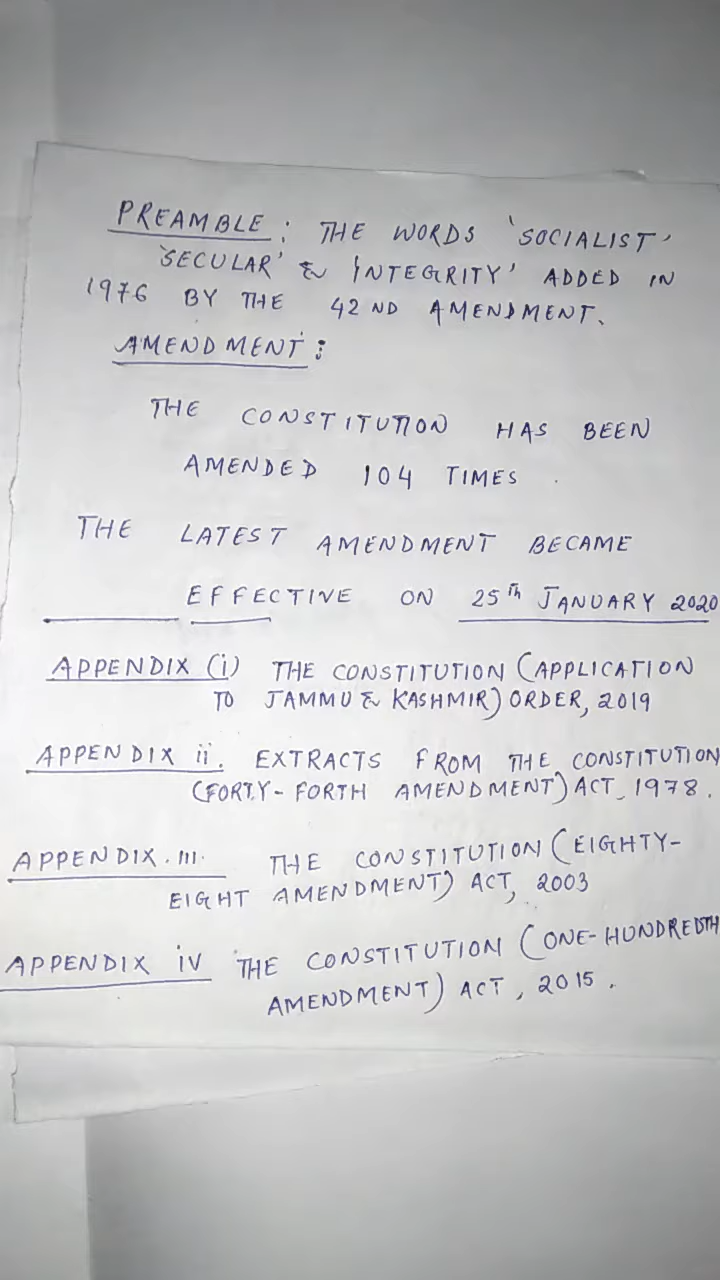 PREAMBLE : THE WORDS 'SOCIALIST'
'SECULAR' & 'INTEGRITY' ADDED IN
1976 BY THE 42 ND AMENDMENT.
AMENDMENT :
THE CONSTITUTION HAS BEEN
AMENDED 104 TIMES .
THE LATEST AMENDMENT BECAME
EFFECTIVE ON 25th JANUARY 2020
APPENDIX (i) THE CONSTITUTION (APPLICATION
TO JAMMU & KASHMIR) ORDER, 2019
APPENDIX ii. EXTRACTS FROM THE CONSTITUTION
(FORTY-FORTH AMENDMENT) ACT, 1978.
APPENDIX . III. THE CONSTITUTION (EIGHTY-
EIGHT AMENDMENT) ACT, 2003
APPENDIX iV THE CONSTITUTION (ONE-HUNDREDTH
AMENDMENT) ACT, 2015 .